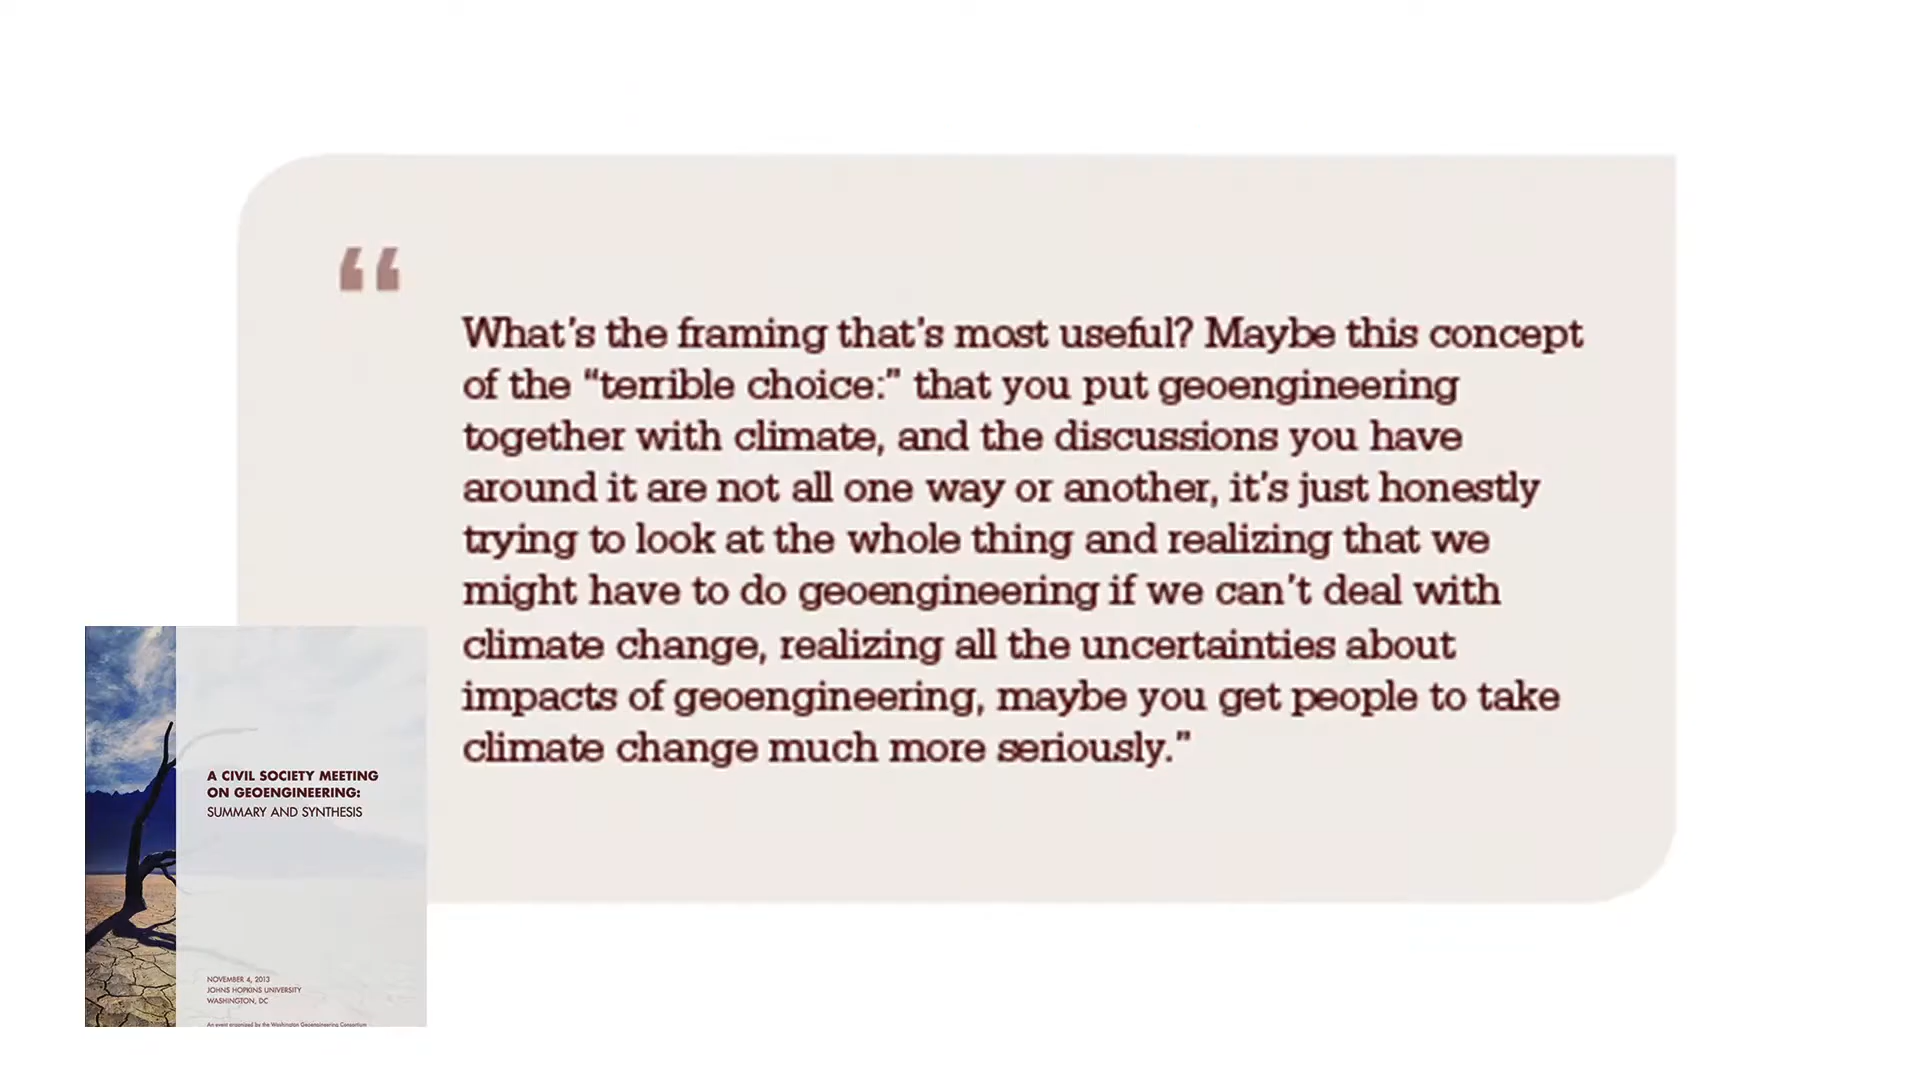 “
What’s the framing that’s most useful? Maybe this concept
of the “terrible choice:” that you put geoengineering
together with climate, and the discussions you have
around it are not all one way or another, it’s just honestly
trying to look at the whole thing and realizing that we
might have to do geoengineering if we can’t deal with
climate change, realizing all the uncertainties about
impacts of geoengineering, maybe you get people to take
climate change much more seriously.”
A CIVIL SOCIETY MEETING
ON GEOENGINEERING:
SUMMARY AND SYNTHESIS
NOVEMBER 4, 2013
JOHNS HOPKINS UNIVERSITY
WASHINGTON, DC
An event organized by the Washington Geoengineering Consortium